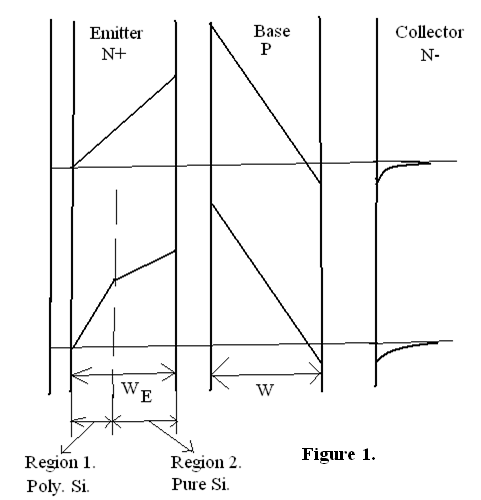 Emitter
N+
Base
P
Collector
N-
W E
W
Region 1.
Poly. Si.
Region 2.
Pure Si.
Figure 1.